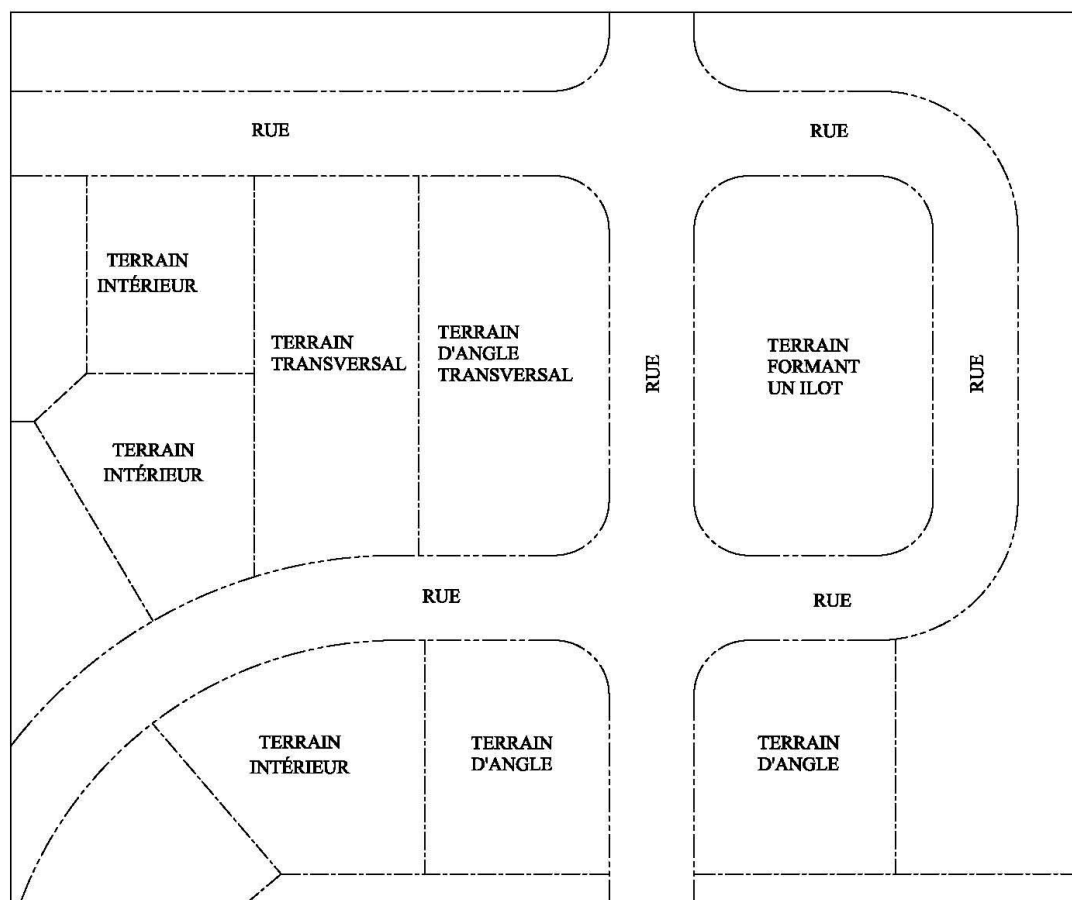 RUE
RUE
TERRAIN
INTÉRIEUR
TERRAIN
TRANSVERSAL
TERRAIN
D'ANGLE
TRANSVERSAL
RUE
TERRAIN
FORMANT
UN ILOT
RUE
TERRAIN
INTÉRIEUR
RUE
RUE
TERRAIN
INTÉRIEUR
TERRAIN
D'ANGLE
TERRAIN
D'ANGLE